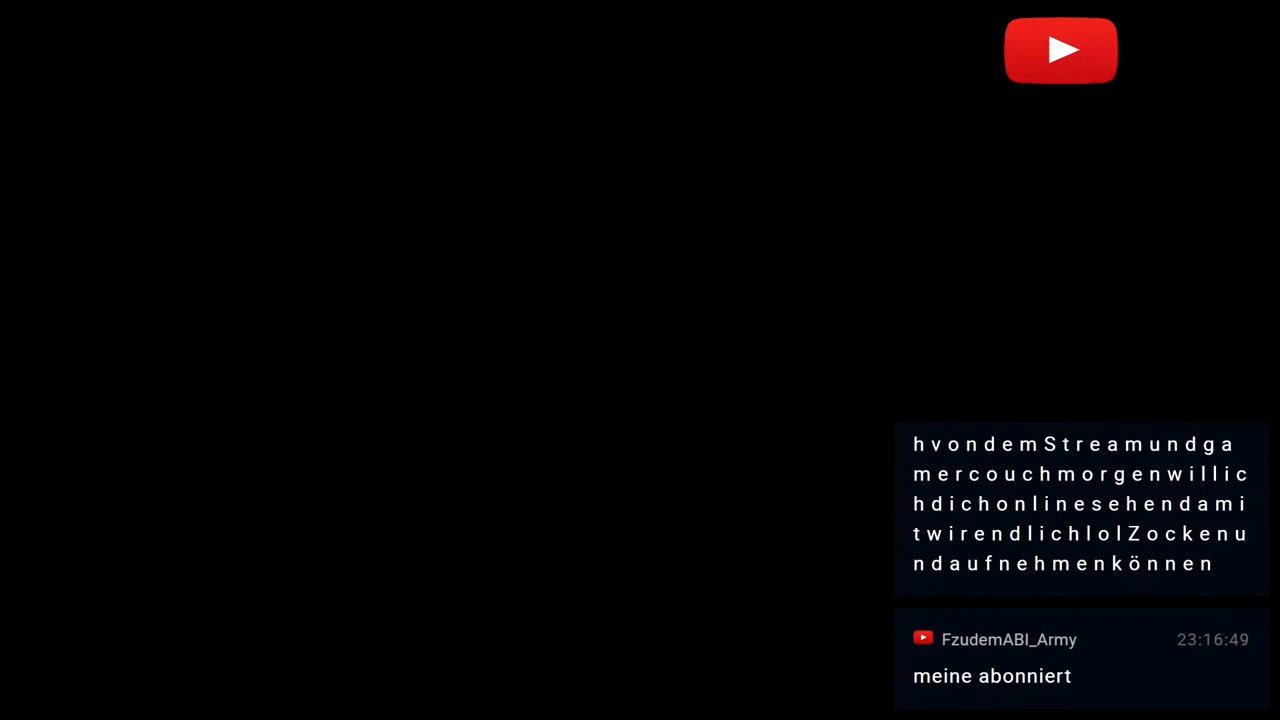 h v o n d e m S t r e a m u n d g a
m e r c o u c h m o r g e n w i l l i c
h d i c h o n l i n e s e h e n d a m i
t w i r e n d l i c h l o l Z o c k e n u
n d a u f n e h m e n k ö n n e n
FzudemABI_Army 23:16:49
meine abonniert